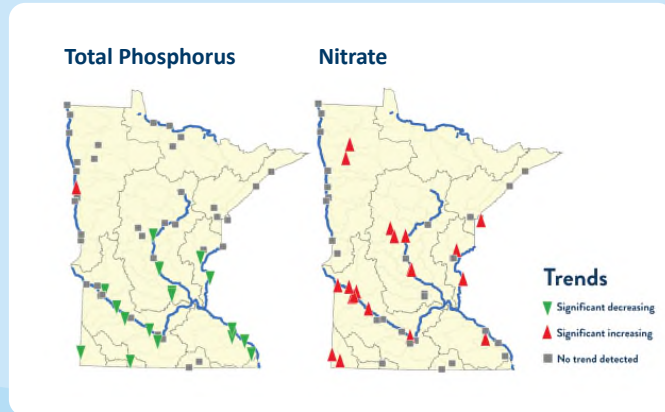 Total Phosphorus
Nitrate
Trends
Significant decreasing
Significant increasing
No trend detected